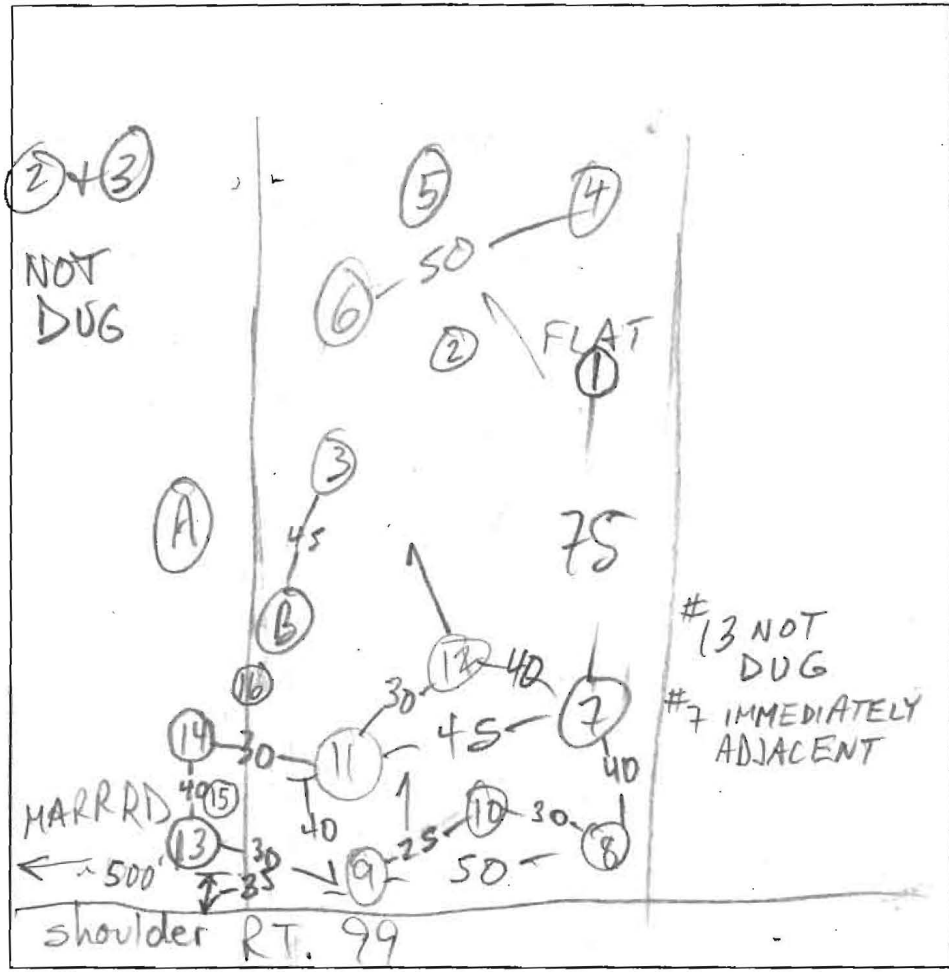 2 + 3
NOT
DUG
5
4
50
6
2
FLAT
1
3
A
45
75
B
#13 NOT
DUG
#7 IMMEDIATELY
ADJACENT
16
12
40
30
7
14
30
11
45
40
40
15
40
10
30
MARRRD
13
30
25
8
9
50
← ~500'
35
shoulder RT. 99